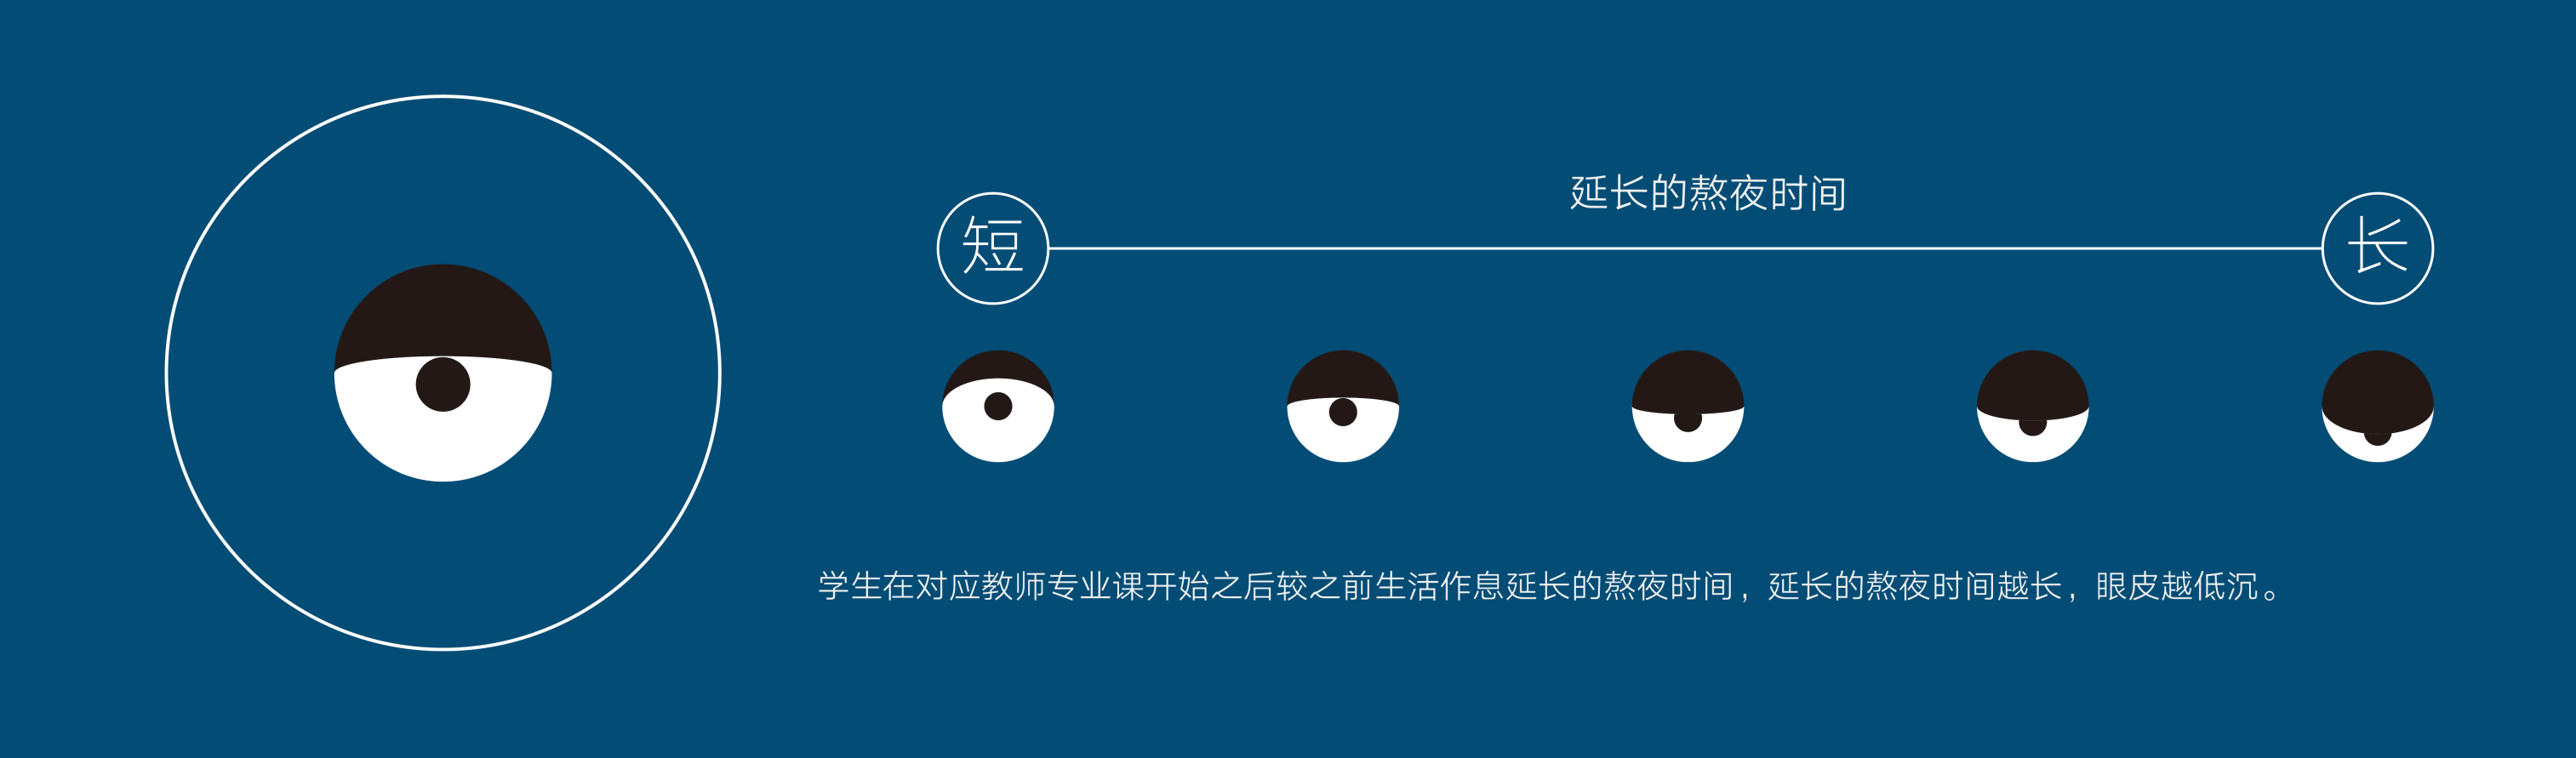 延长的熬夜时间
短
长
学生在对应教师专业课开始之后较之前生活作息延长的熬夜时间，延长的熬夜时间越长，眼皮越低沉。